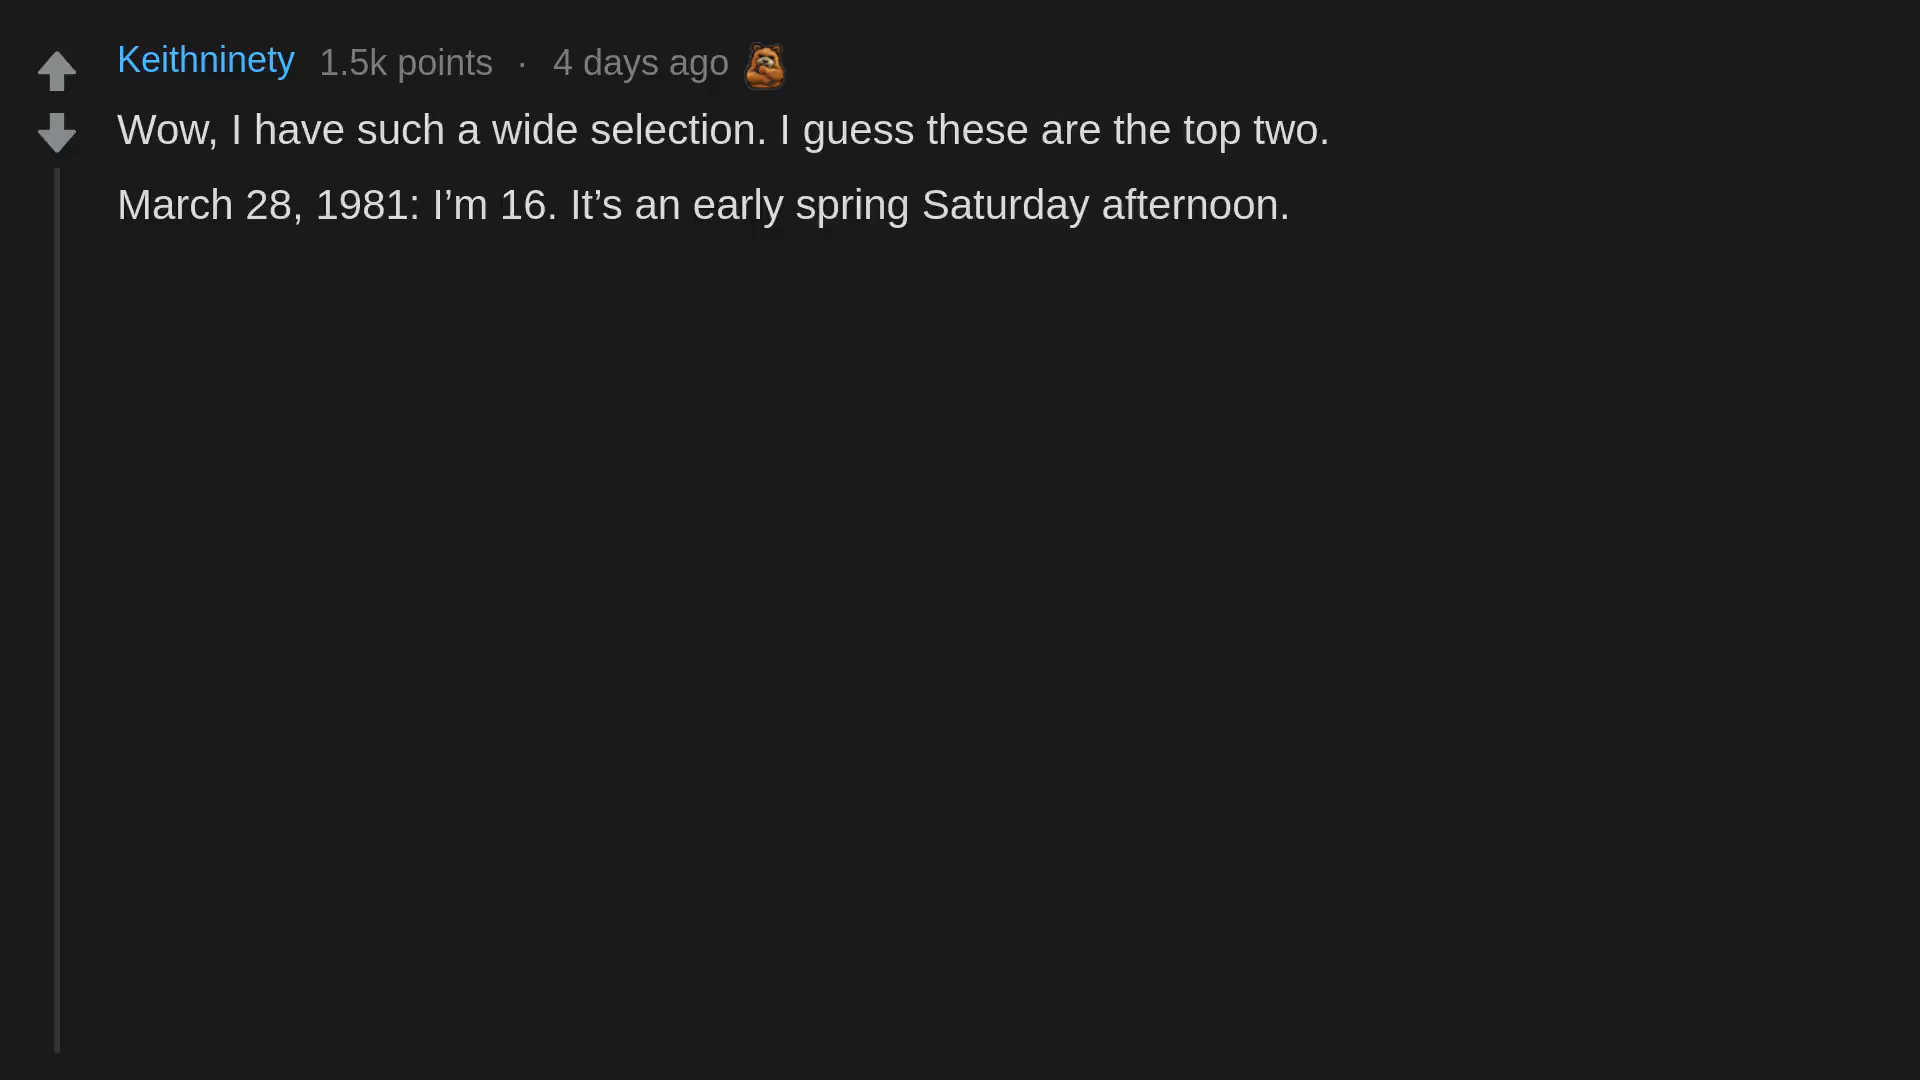 Keithninety 1.5k points · 4 days ago
Wow, I have such a wide selection. I guess these are the top two.
March 28, 1981: I’m 16. It’s an early spring Saturday afternoon.